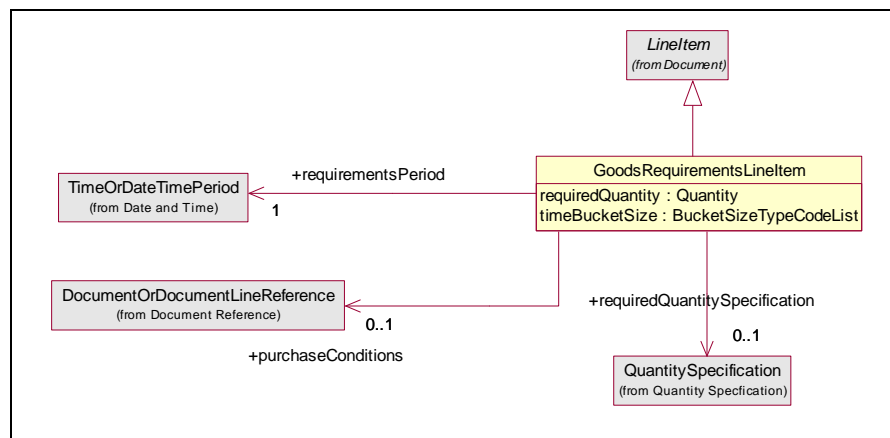 LineItem
(from Document)
+requirementsPeriod
TimeOrDateTimePeriod
(from Date and Time)
1
GoodsRequirementsLineItem
requiredQuantity : Quantity
timeBucketSize : BucketSizeTypeCodeList
DocumentOrDocumentLineReference
(from Document Reference)
0..1
+purchaseConditions
+requiredQuantitySpecification
0..1
QuantitySpecification
(from Quantity Specfication)